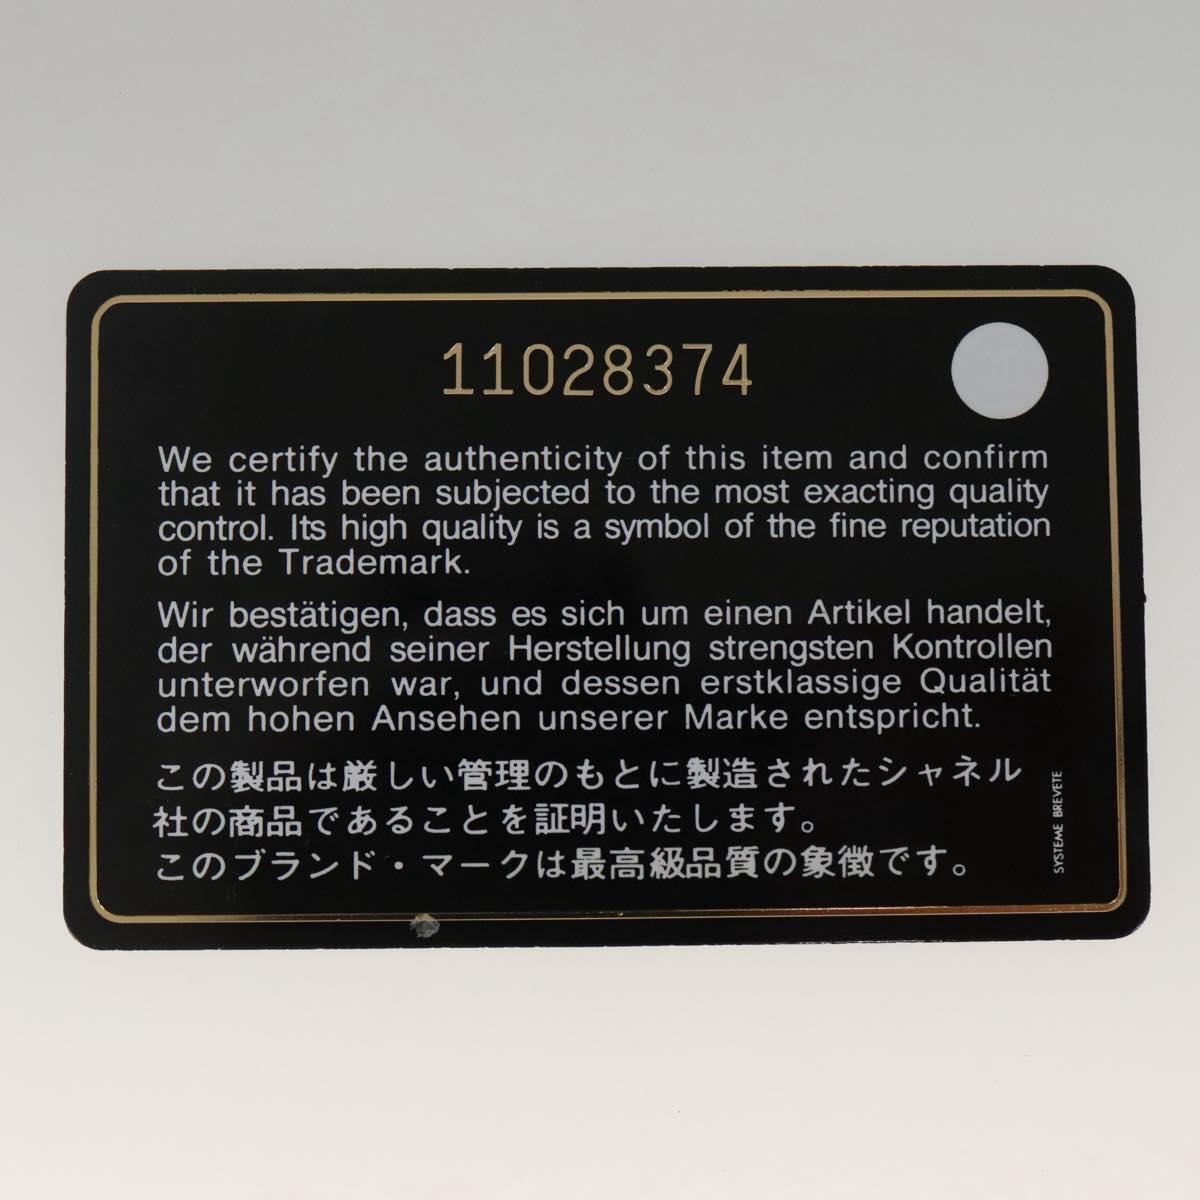 11028374
We certify the authenticity of this item and confirm
that it has been subjected to the most exacting quality
control. Its high quality is a symbol of the fine reputation
of the Trademark.
Wir bestätigen, dass es sich um einen Artikel handelt,
der während seiner Herstellung strengsten Kontrollen
unterworfen war, und dessen erstklassige Qualität
dem hohen Ansehen unserer Marke entspricht.
この製品は厳しい管理のもとに製造されたシャネル
社の商品であることを証明いたします。
このブランド・マークは最高級品質の象徴です。
SYSTEME BREVETE